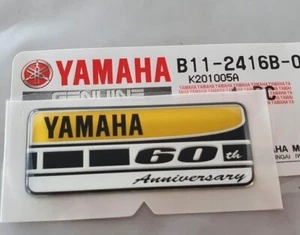 YAMAHA B11-2416B-0
K201005A
GENUINE
YAMAHA
60th
Anniversary